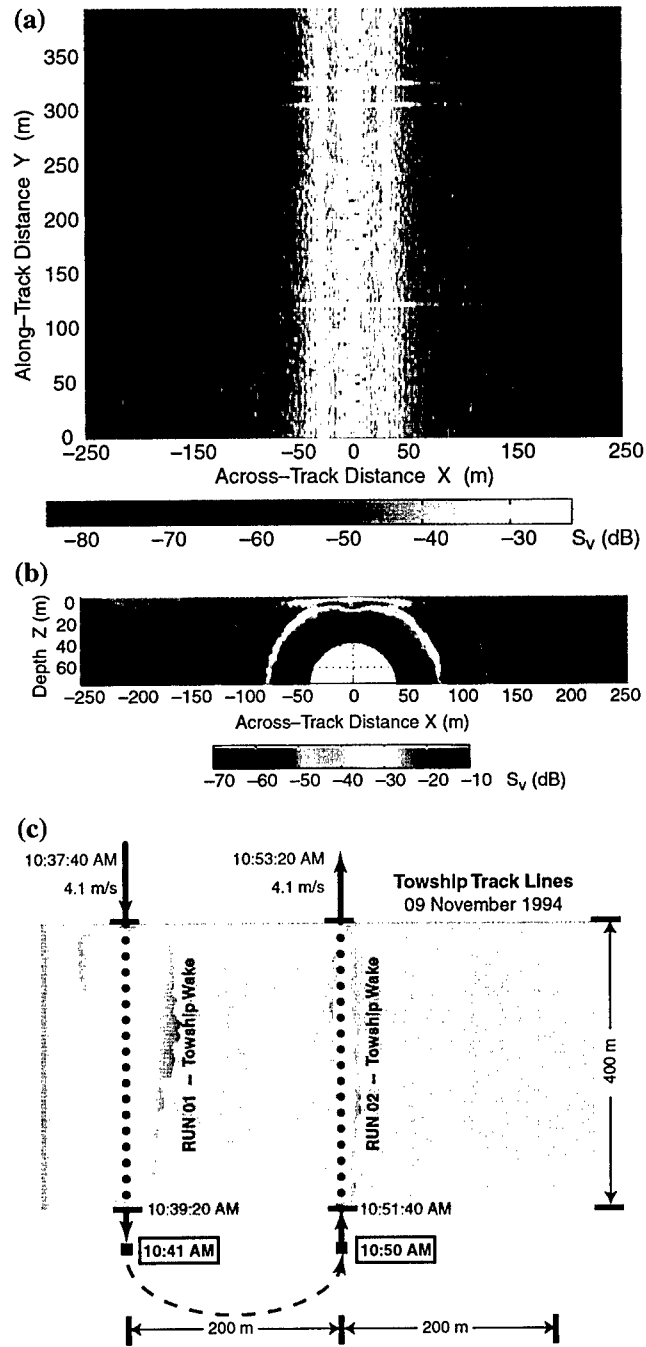 (a)
Along–Track Distance Y (m)
350
300
250
200
150
100
50
0
−250 −150 −50 0 50 150 250
Across–Track Distance X (m)
−80 −70 −60 −50 −40 −30 Sv (dB)
(b)
Depth Z (m)
0
20
40
60
−250 −200 −150 −100 −50 0 50 100 150 200 250
Across–Track Distance X (m)
−70 −60 −50 −40 −30 −20 −10 Sv (dB)
(c)
10:37:40 AM
4.1 m/s
10:53:20 AM
4.1 m/s
Towship Track Lines
09 November 1994
RUN 01 – Towship Wake
RUN 02 – Towship Wake
400 m
10:39:20 AM
10:51:40 AM
10:41 AM
10:50 AM
200 m
200 m